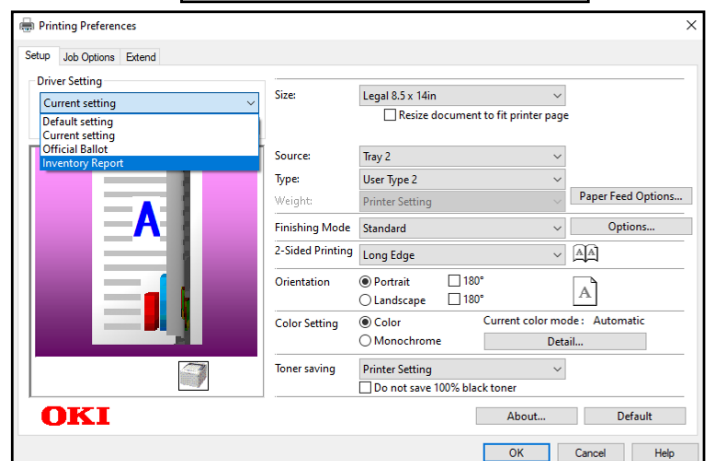 Printing Preferences
Setup Job Options Extend
Driver Setting
Current setting
Default setting
Current setting
Official Ballot
Inventory Report
A
OKI
Size: Legal 8.5 x 14in
Resize document to fit printer page
Source: Tray 2
Type: User Type 2
Weight: Printer Setting Paper Feed Options...
Finishing Mode Standard Options...
2-Sided Printing Long Edge AA
Orientation Portrait 180°
Landscape 180°
A
Color Setting Color Current color mode : Automatic
Monochrome Detail...
Toner saving Printer Setting
Do not save 100% black toner
About... Default
OK Cancel Help